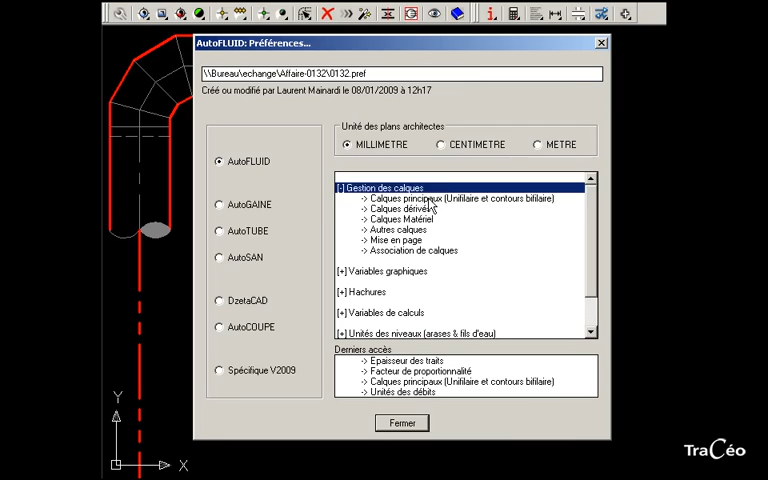 AutoFLUID: Préférences...
\\Bureau\echange\Affaire-0132\0132.pref
Créé ou modifié par Laurent Mainardi le 08/01/2009 à 12h17
Unité des plans architectes
MILLIMETRE
CENTIMETRE
METRE
AutoFLUID
AutoGAINE
AutoTUBE
AutoSAN
DzetaCAD
AutoCOUPE
Spécifique V2009
[-] Gestion des calques
-> Calques principaux (Unifilaire et contours bifilaire)
-> Calques dérivés
-> Calques Matériel
-> Autres calques
-> Mise en page
-> Association de calques
[+] Variables graphiques
[+] Hachures
[+] Variables de calculs
[+] Unités des niveaux (arases & fils d'eau)
Derniers accès
-> Epaisseur des traits
-> Facteur de proportionnalité
-> Calques principaux (Unifilaire et contours bifilaire)
-> Unités des débits
Fermer
Y
X
TraCéo